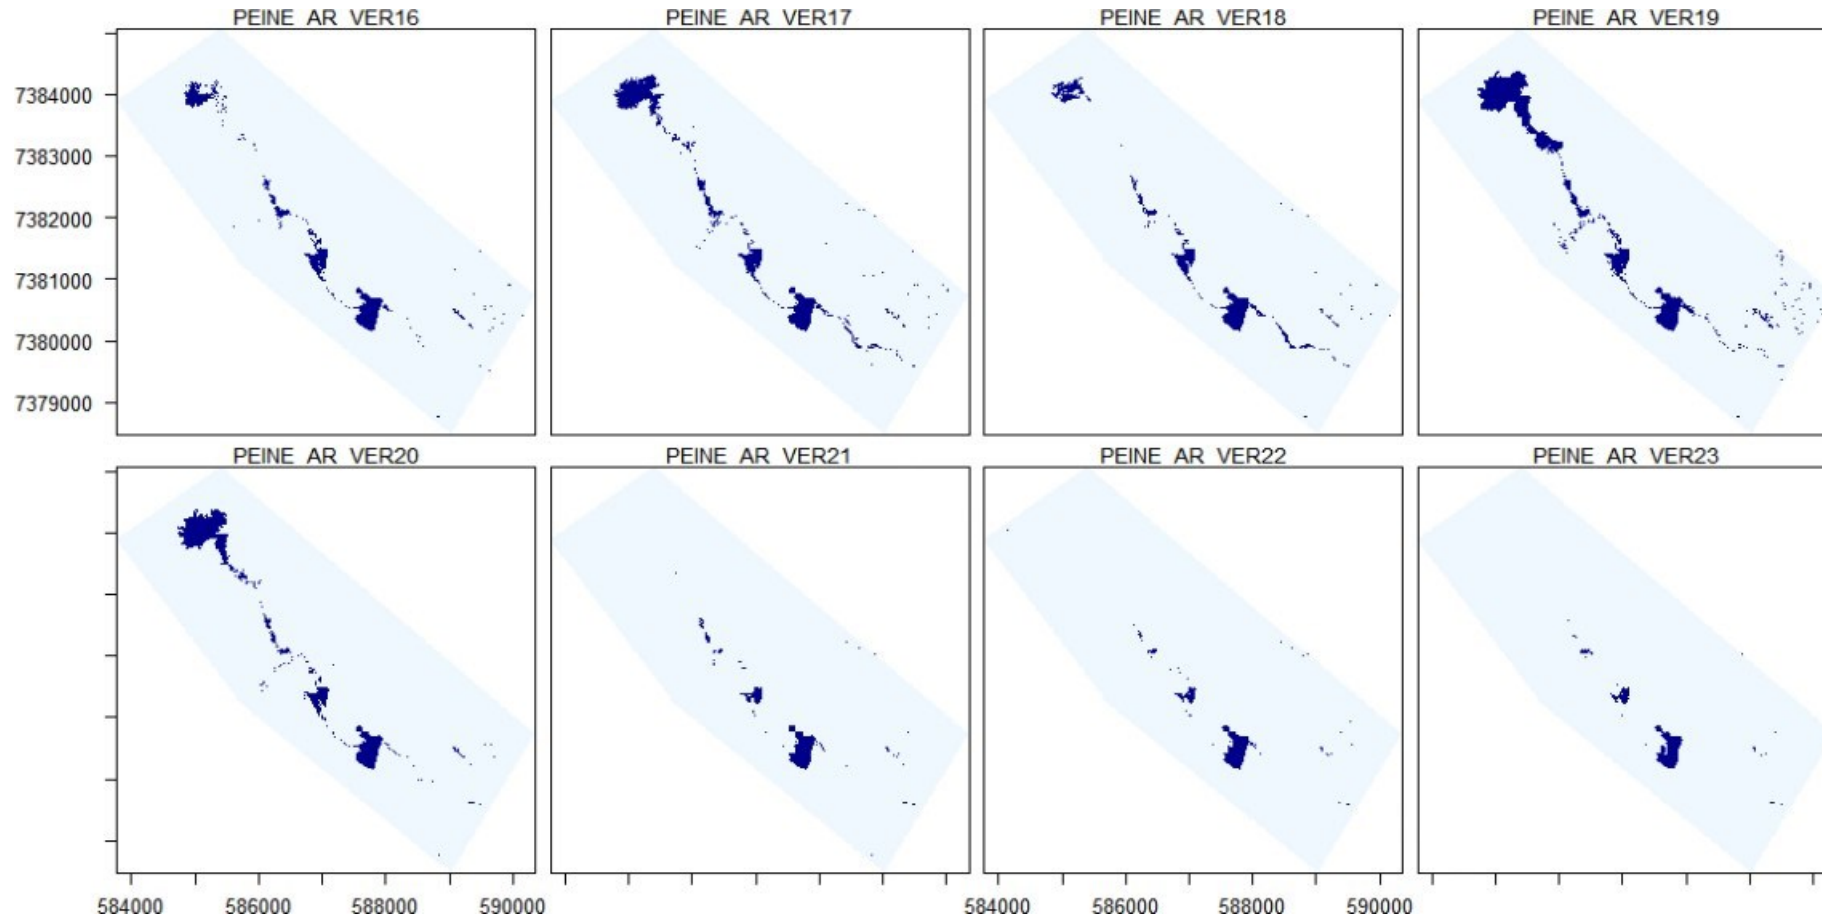 PEINE AR VER16 PEINE AR VER17 PEINE AR VER18 PEINE AR VER19
7384000
7383000
7382000
7381000
7380000
7379000
PEINE AR VER20 PEINE AR VER21 PEINE AR VER22 PEINE AR VER23
584000 586000 588000 590000 584000 586000 588000 590000